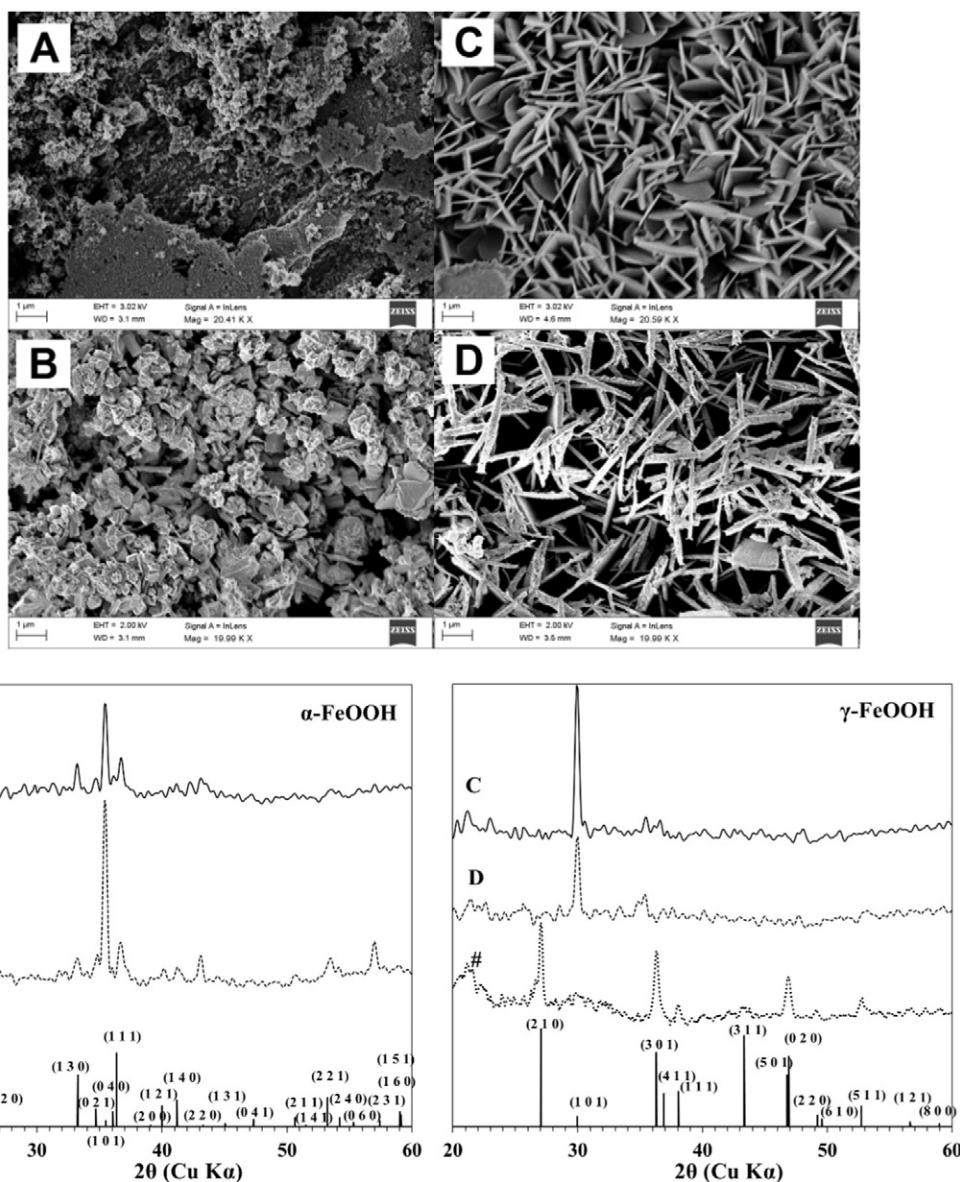 A
C
1 µm EHT = 3.02 kV Signal A = InLens ZEISS
WD = 3.1 mm Mag = 20.41 K X
1 µm EHT = 3.02 kV Signal A = InLens ZEISS
WD = 4.6 mm Mag = 20.59 K X
B
D
1 µm EHT = 2.00 kV Signal A = InLens ZEISS
WD = 3.1 mm Mag = 19.99 K X
1 µm EHT = 2.00 kV Signal A = InLens ZEISS
WD = 3.5 mm Mag = 19.99 K X
α-FeOOH
2 0)
(1 3 0)
(0 2 1)
(0 4 0)
(1 0 1)
(1 1 1)
(1 2 1)
(2 0 0)
(1 4 0)
(2 2 0)
(1 3 1)
(0 4 1)
(2 1 1)
(1 4 1)
(2 2 1)
(2 4 0)
(0 6 0)
(2 3 1)
(1 5 1)
(1 6 0)
30 40 50 60
2θ (Cu Kα)
γ-FeOOH
C
D
#
(2 1 0)
(1 0 1)
(3 0 1)
(4 1 1)
(1 1 1)
(3 1 1)
(5 0 1)
(0 2 0)
(2 2 0)
(6 1 0)
(5 1 1)
(1 2 1)
(8 0 0)
20 30 40 50 60
2θ (Cu Kα)